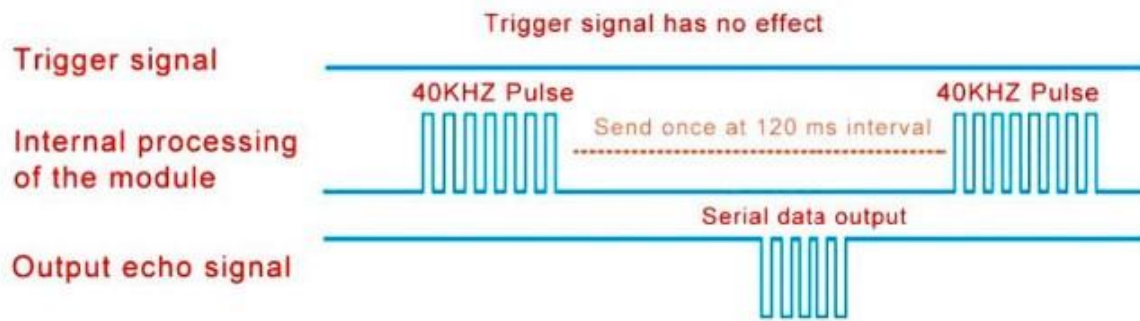 Trigger signal has no effect
Trigger signal
40KHZ Pulse
40KHZ Pulse
Send once at 120 ms interval
Internal processing
of the module
Serial data output
Output echo signal